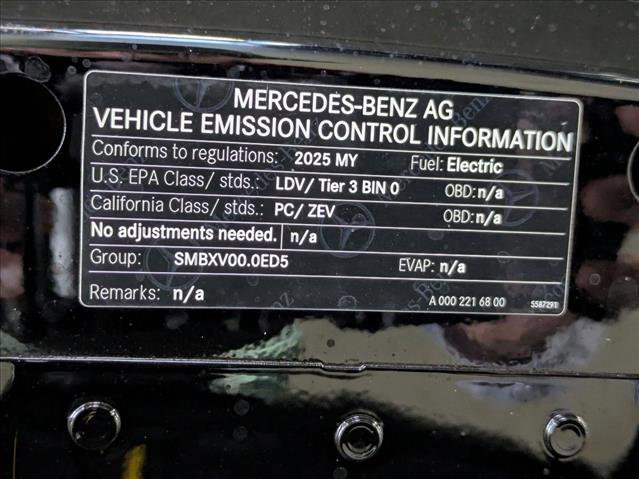 MERCEDES-BENZ AG
VEHICLE EMISSION CONTROL INFORMATION
Conforms to regulations: 2025 MY Fuel: Electric
U.S. EPA Class/ stds.: LDV/ Tier 3 BIN 0 OBD: n/a
California Class/ stds.: PC/ ZEV OBD: n/a
No adjustments needed. n/a
Group: SMBXV00.0ED5 EVAP: n/a
Remarks: n/a A 000 221 68 00 5587291